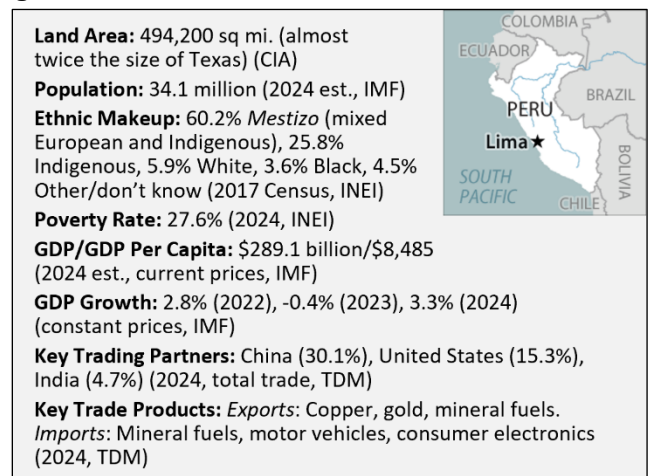 Land Area: 494,200 sq mi. (almost
twice the size of Texas) (CIA)
Population: 34.1 million (2024 est., IMF)
Ethnic Makeup: 60.2% Mestizo (mixed
European and Indigenous), 25.8%
Indigenous, 5.9% White, 3.6% Black, 4.5%
Other/don’t know (2017 Census, INEI)
Poverty Rate: 27.6% (2024, INEI)
GDP/GDP Per Capita: $289.1 billion/$8,485
(2024 est., current prices, IMF)
GDP Growth: 2.8% (2022), -0.4% (2023), 3.3% (2024)
(constant prices, IMF)
Key Trading Partners: China (30.1%), United States (15.3%),
India (4.7%) (2024, total trade, TDM)
Key Trade Products: Exports: Copper, gold, mineral fuels.
Imports: Mineral fuels, motor vehicles, consumer electronics
(2024, TDM)
COLOMBIA
ECUADOR
BRAZIL
PERU
Lima
BOLIVIA
SOUTH
PACIFIC
CHILE